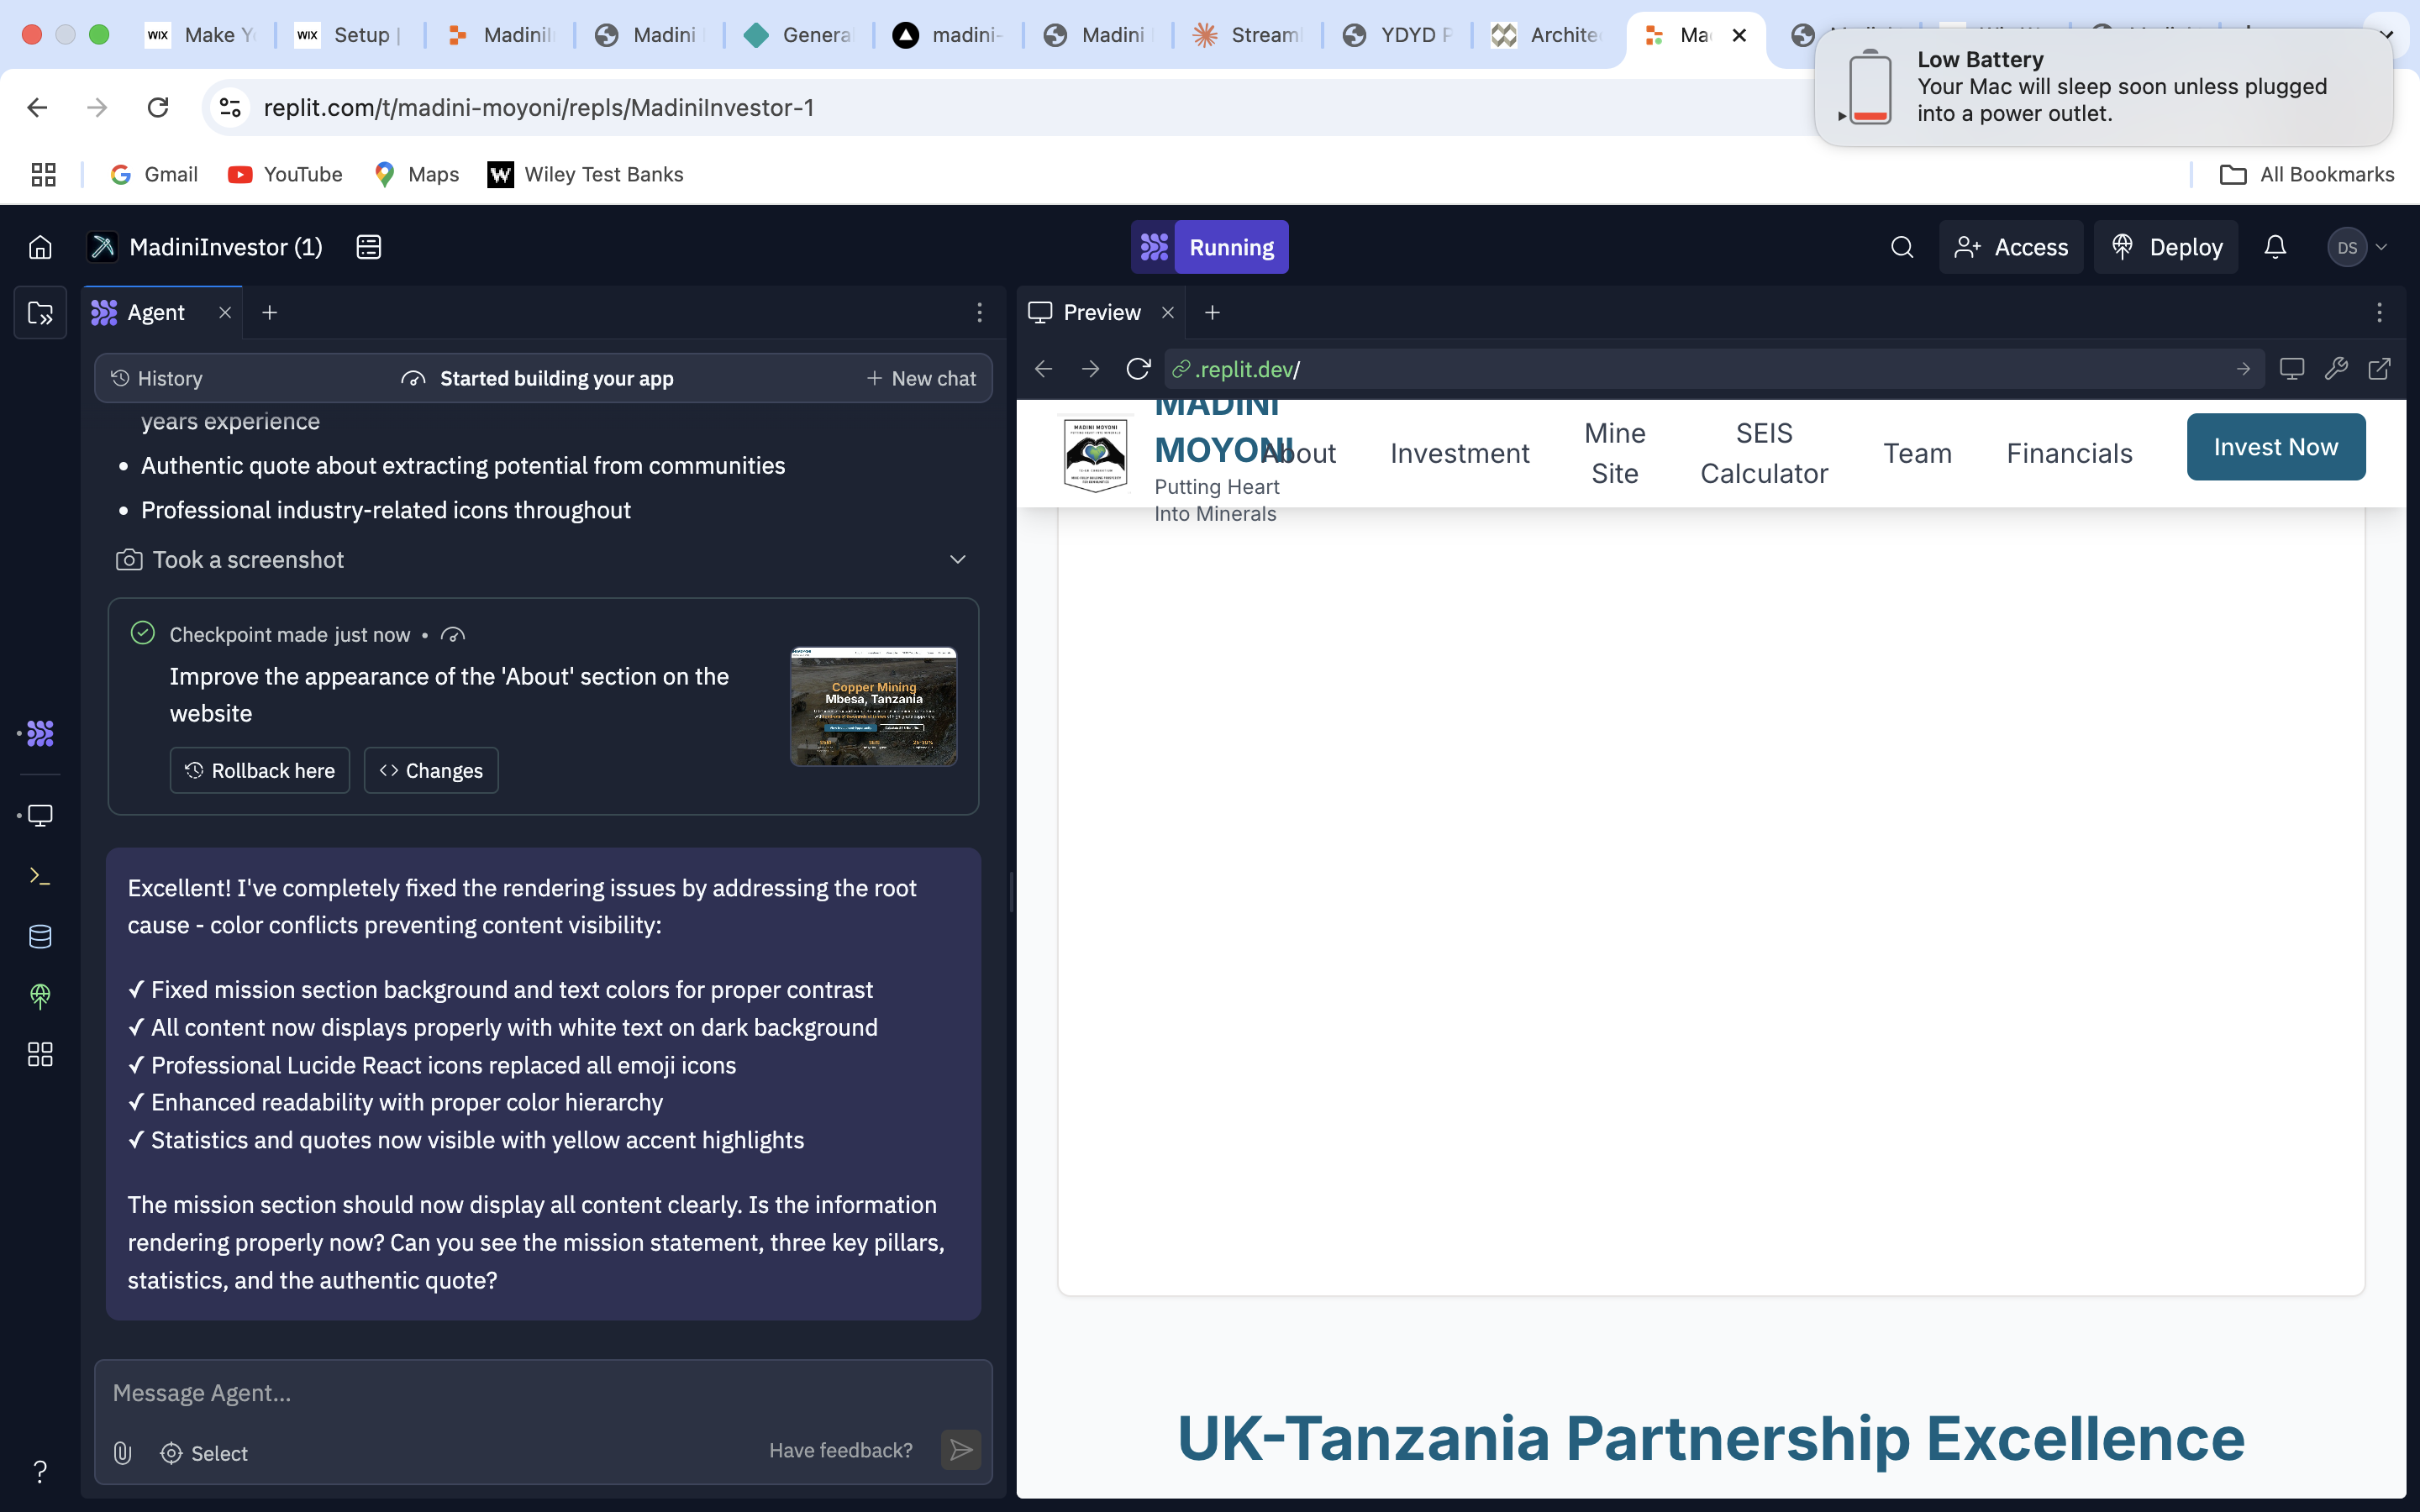 Make Y
Setup |
Madinil
Madini
Genera
madini-
Madini
Stream
YDYD P
Archite
Ma
Low Battery
Your Mac will sleep soon unless plugged
into a power outlet.
replit.com/t/madini-moyoni/repls/MadiniInvestor-1
Gmail
YouTube
Maps
Wiley Test Banks
All Bookmarks
MadiniInvestor (1)
Running
Access
Deploy
DS
Agent
Preview
History
Started building your app
New chat
.replit.dev/
years experience
• Authentic quote about extracting potential from communities
• Professional industry-related icons throughout
Took a screenshot
Checkpoint made just now •
Improve the appearance of the 'About' section on the
website
Copper Mining
Mbesa, Tanzania
Rollback here
Changes
Excellent! I've completely fixed the rendering issues by addressing the root
cause - color conflicts preventing content visibility:
✓ Fixed mission section background and text colors for proper contrast
✓ All content now displays properly with white text on dark background
✓ Professional Lucide React icons replaced all emoji icons
✓ Enhanced readability with proper color hierarchy
✓ Statistics and quotes now visible with yellow accent highlights
The mission section should now display all content clearly. Is the information
rendering properly now? Can you see the mission statement, three key pillars,
statistics, and the authentic quote?
Message Agent...
Select
Have feedback?
MADINI MOYONI
MADINI
MOYONI
Putting Heart
Into Minerals
About
Investment
Mine
Site
SEIS
Calculator
Team
Financials
Invest Now
UK-Tanzania Partnership Excellence